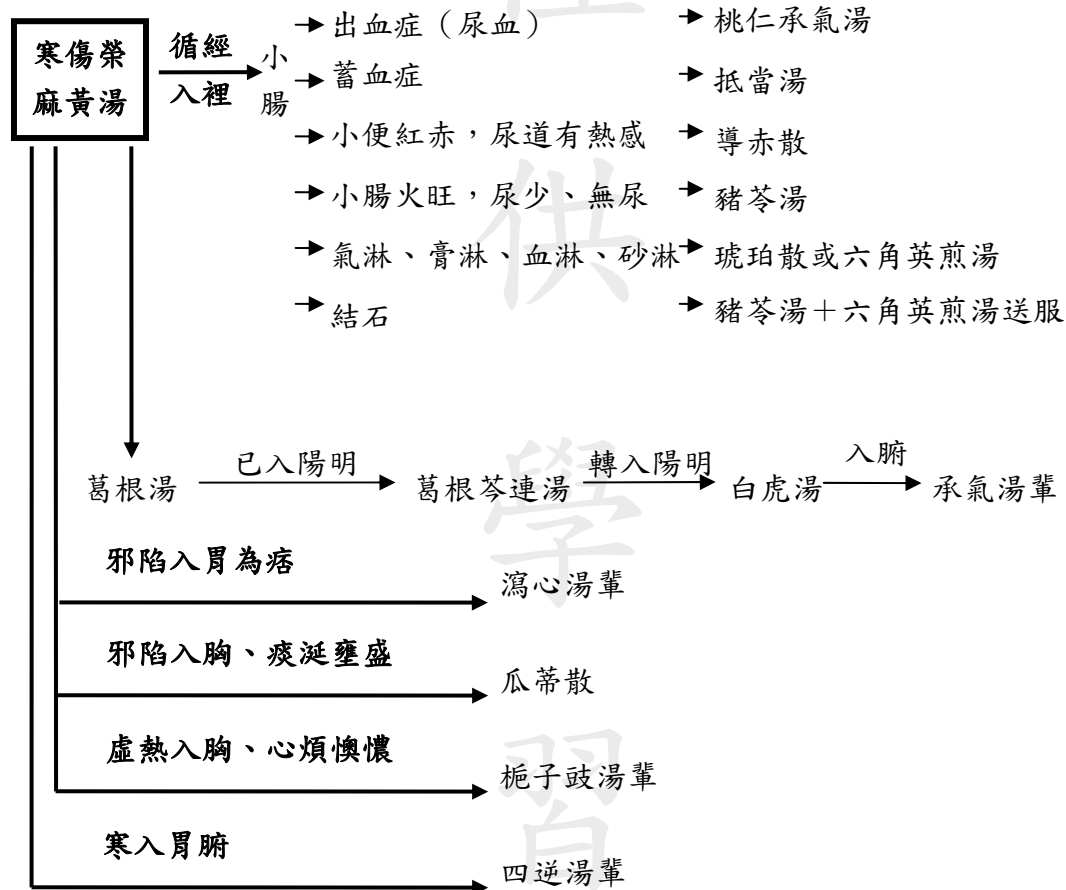 寒傷榮
麻黃湯
循經
入裡
小腸
出血症（尿血）
桃仁承氣湯
蓄血症
抵當湯
小便紅赤，尿道有熱感
導赤散
小腸火旺，尿少、無尿
豬苓湯
氣淋、膏淋、血淋、砂淋
琥珀散或六角英煎湯
結石
豬苓湯＋六角英煎湯送服
葛根湯
已入陽明
葛根芩連湯
轉入陽明
白虎湯
入腑
承氣湯輩
邪陷入胃為痞
瀉心湯輩
邪陷入胸、痰涎壅盛
瓜蒂散
虛熱入胸、心煩懊憹
梔子豉湯輩
寒入胃腑
四逆湯輩
供
學
習